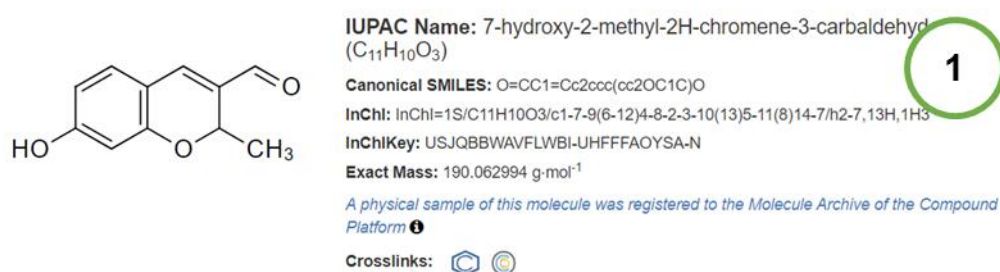 IUPAC Name: 7-hydroxy-2-methyl-2H-chromene-3-carbaldehyd
(C₁₁H₁₀O₃)
1
Canonical SMILES: O=CC1=Cc2ccc(cc2OC1C)O
InChI: InChI=1S/C11H10O3/c1-7-9(6-12)4-8-2-3-10(13)5-11(8)14-7/h2-7,13H,1H3
InChIKey: USJQBBWAVFLWBI-UHFFFAOYSA-N
Exact Mass: 190.062994 g·mol⁻¹
A physical sample of this molecule was registered to the Molecule Archive of the Compound
Platform
Crosslinks:
O
HO
O
CH₃